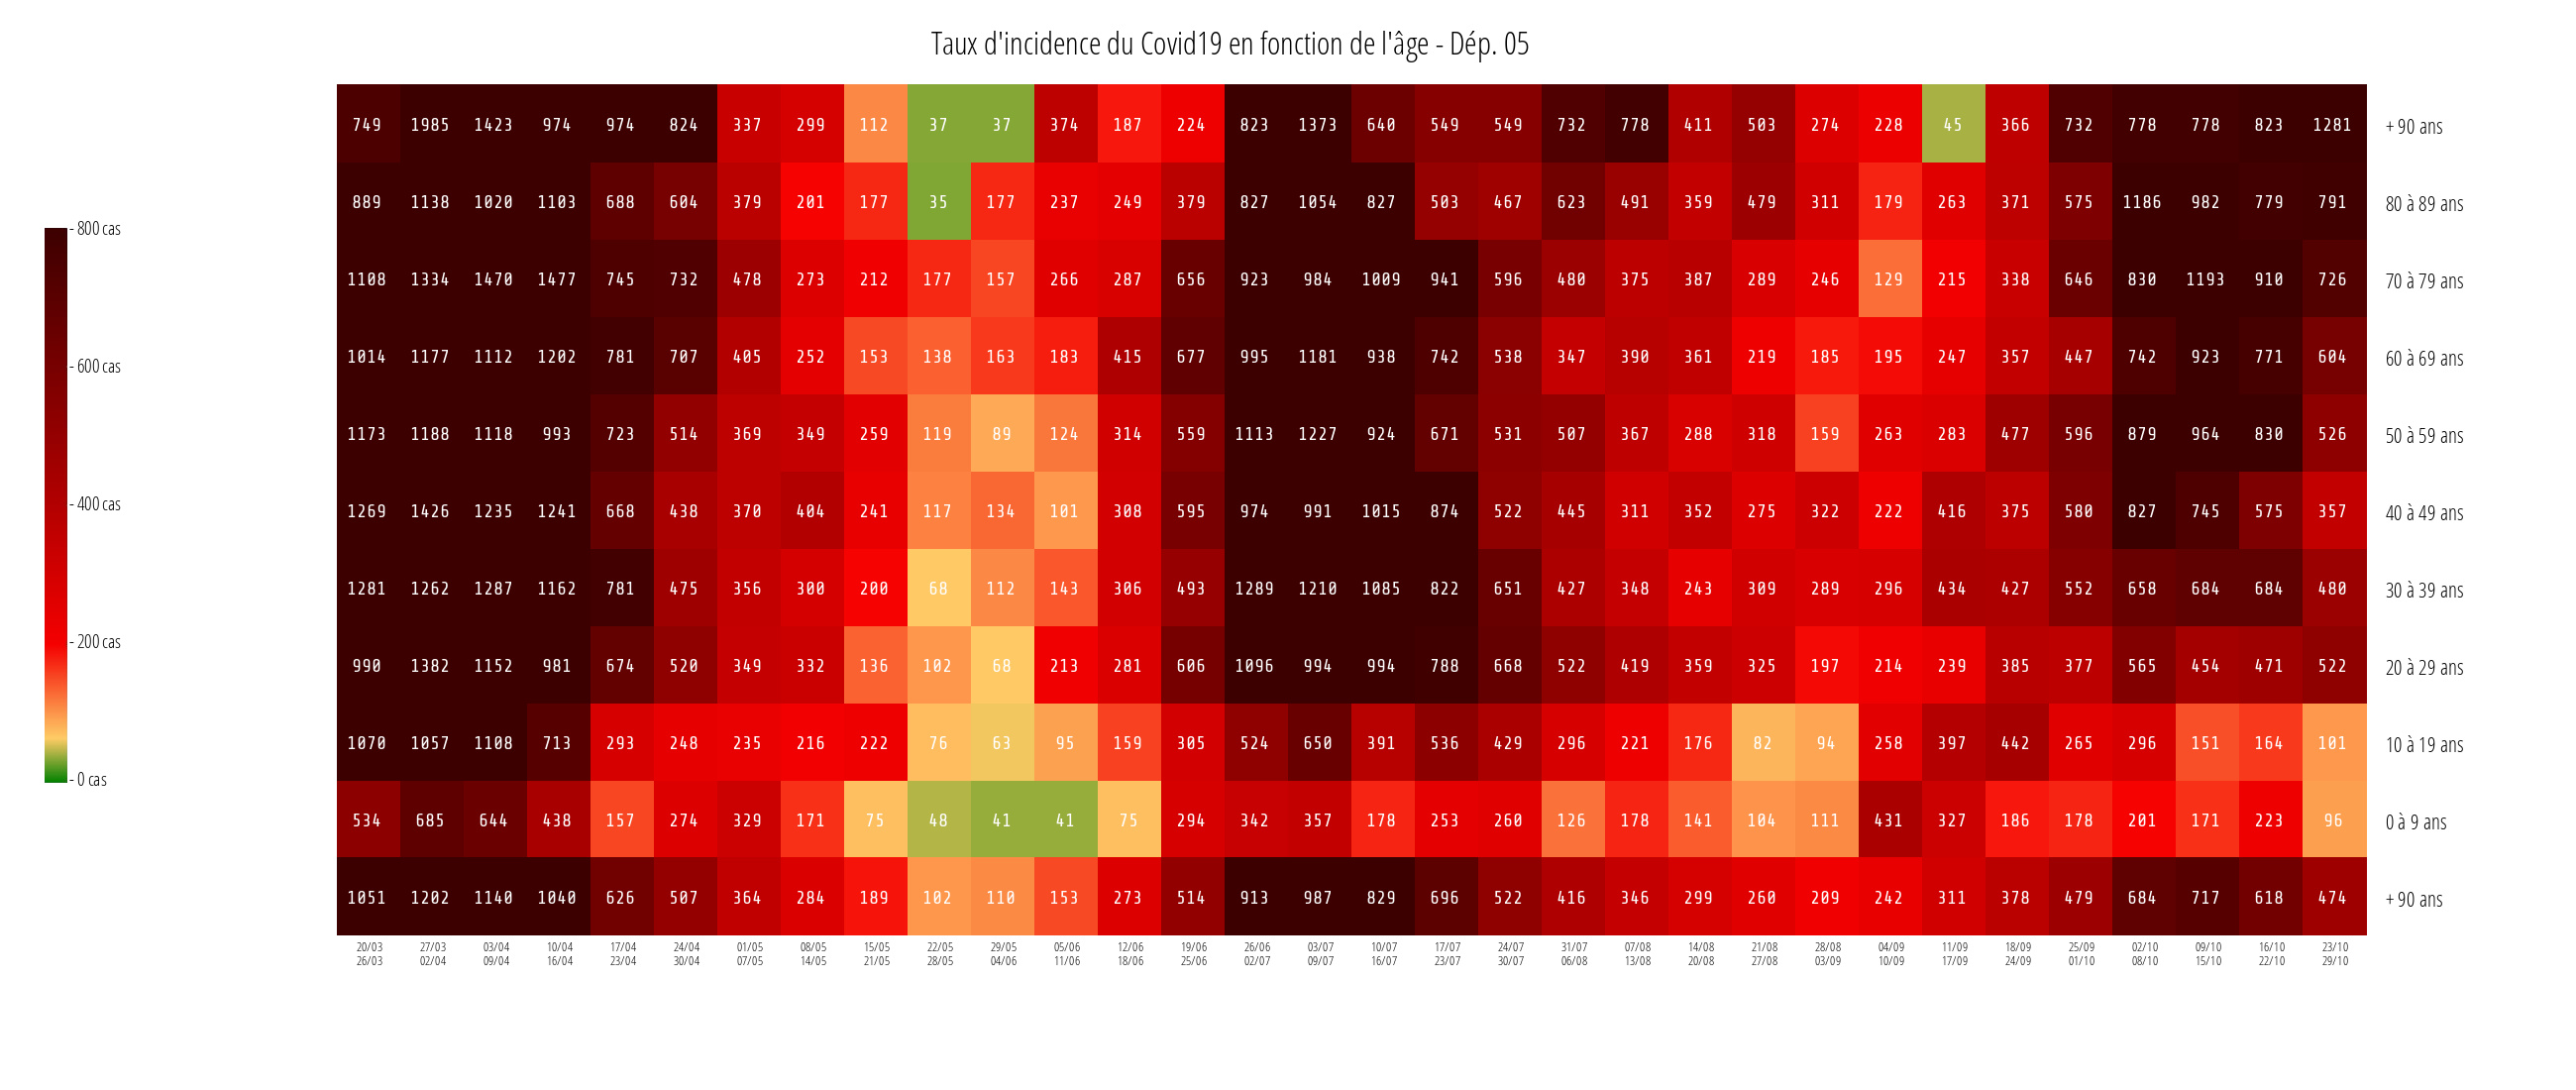 Taux d'incidence du Covid19 en fonction de l'âge - Dép. 05
749 1985 1423 974 974 824 337 299 112 37 37 374 187 224 823 1373 640 549 549 732 778 411 503 274 228 45 366 732 778 778 823 1281 + 90 ans
889 1138 1020 1103 688 604 379 201 177 35 177 237 249 379 827 1054 827 503 467 623 491 359 479 311 179 263 371 575 1186 982 779 791 80 à 89 ans
- 800 cas
1108 1334 1470 1477 745 732 478 273 212 177 157 266 287 656 923 984 1009 941 596 480 375 387 289 246 129 215 338 646 830 1193 910 726 70 à 79 ans
1014 1177 1112 1202 781 707 405 252 153 138 163 183 415 677 995 1181 938 742 538 347 390 361 219 185 195 247 357 447 742 923 771 604 60 à 69 ans
- 600 cas
1173 1188 1118 993 723 514 369 349 259 119 89 124 314 559 1113 1227 924 671 531 507 367 288 318 159 263 283 477 596 879 964 830 526 50 à 59 ans
- 400 cas
1269 1426 1235 1241 668 438 370 404 241 117 134 101 308 595 974 991 1015 874 522 445 311 352 275 322 222 416 375 580 827 745 575 357 40 à 49 ans
1281 1262 1287 1162 781 475 356 300 200 68 112 143 306 493 1289 1210 1085 822 651 427 348 243 309 289 296 434 427 552 658 684 684 480 30 à 39 ans
- 200 cas
990 1382 1152 981 674 520 349 332 136 102 68 213 281 606 1096 994 994 788 668 522 419 359 325 197 214 239 385 377 565 454 471 522 20 à 29 ans
1070 1057 1108 713 293 248 235 216 222 76 63 95 159 305 524 650 391 536 429 296 221 176 82 94 258 397 442 265 296 151 164 101 10 à 19 ans
- 0 cas
534 685 644 438 157 274 329 171 75 48 41 41 75 294 342 357 178 253 260 126 178 141 104 111 431 327 186 178 201 171 223 96 0 à 9 ans
1051 1202 1140 1040 626 507 364 284 189 102 110 153 273 514 913 987 829 696 522 416 346 299 260 209 242 311 378 479 684 717 618 474 + 90 ans
20/03 27/03 03/04 10/04 17/04 24/04 01/05 08/05 15/05 22/05 29/05 05/06 12/06 19/06 26/06 03/07 10/07 17/07 24/07 31/07 07/08 14/08 21/08 28/08 04/09 11/09 18/09 25/09 02/10 09/10 16/10 23/10
26/03 02/04 09/04 16/04 23/04 30/04 07/05 14/05 21/05 28/05 04/06 11/06 18/06 25/06 02/07 09/07 16/07 23/07 30/07 06/08 13/08 20/08 27/08 03/09 10/09 17/09 24/09 01/10 08/10 15/10 22/10 29/10